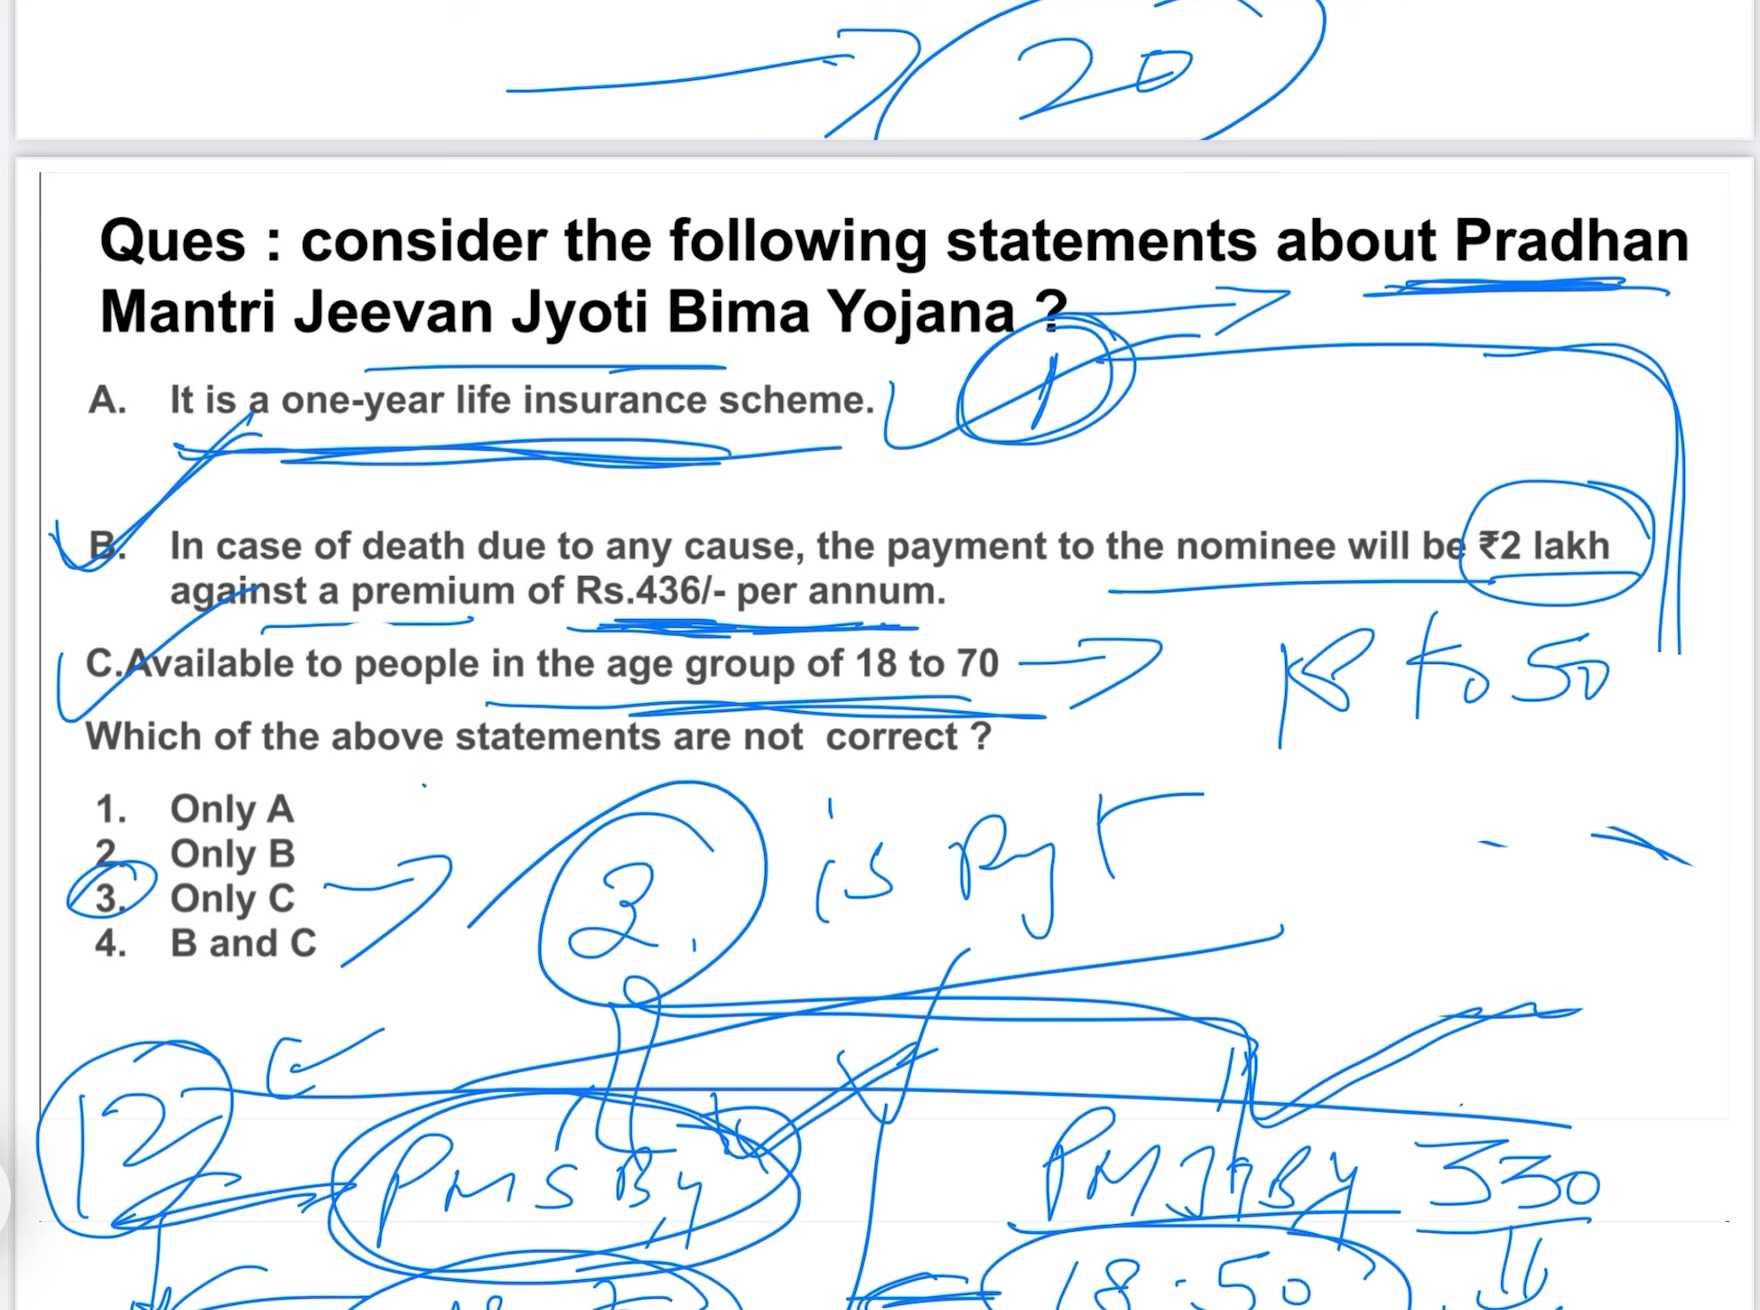 20
Ques : consider the following statements about Pradhan
Mantri Jeevan Jyoti Bima Yojana ?
1
A. It is a one-year life insurance scheme.
B. In case of death due to any cause, the payment to the nominee will be ₹2 lakh
against a premium of Rs.436/- per annum.
C.Available to people in the age group of 18 to 70
18 to 50
Which of the above statements are not correct ?
1. Only A
2. Only B
3. Only C
4. B and C
3 is
12
PMSBY
PMJJBY 330
18 - 50